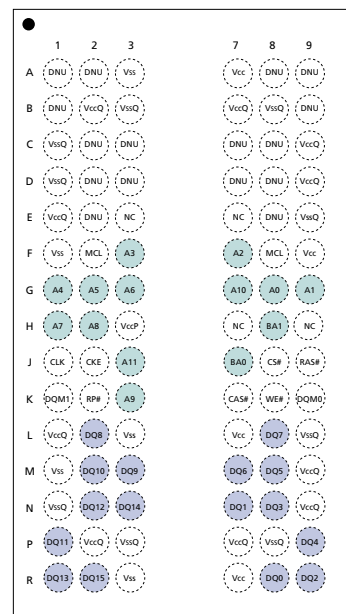 1 2 3 7 8 9
A DNU DNU Vss Vcc DNU DNU
B DNU VccQ VssQ VccQ VssQ DNU
C VssQ DNU DNU DNU DNU VccQ
D VssQ DNU DNU DNU DNU VccQ
E VccQ DNU NC NC DNU VssQ
F Vss MCL A3 A2 MCL Vcc
G A4 A5 A6 A10 A0 A1
H A7 A8 VccP NC BA1 NC
J CLK CKE A11 BA0 CS# RAS#
K DQM1 RP# A9 CAS# WE# DQM0
L VccQ DQ8 Vss Vcc DQ7 VssQ
M Vss DQ10 DQ9 DQ6 DQ5 VccQ
N VssQ DQ12 DQ14 DQ1 DQ3 VccQ
P DQ11 VccQ VssQ VccQ VssQ DQ4
R DQ13 DQ15 Vss Vcc DQ0 DQ2